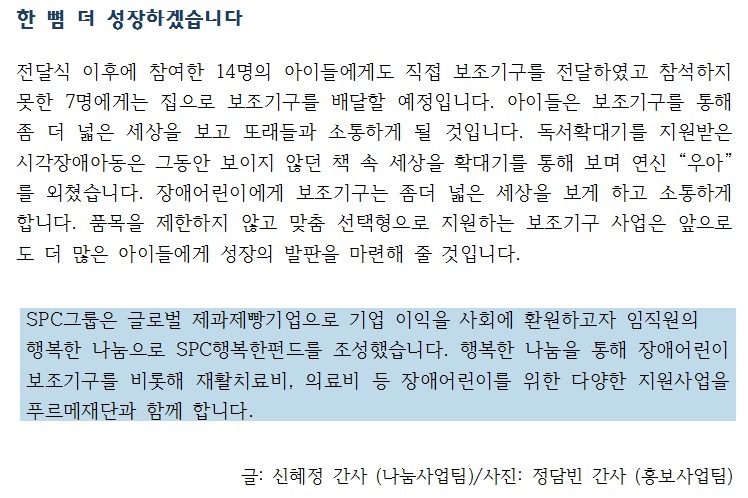 한 뼘 더 성장하겠습니다
전달식 이후에 참여한 14명의 아이들에게도 직접 보조기구를 전달하였고 참석하지
못한 7명에게는 집으로 보조기구를 배달할 예정입니다. 아이들은 보조기구를 통해
좀 더 넓은 세상을 보고 또래들과 소통하게 될 것입니다. 독서확대기를 지원받은
시각장애아동은 그동안 보이지 않던 책 속 세상을 확대기를 통해 보며 연신 “우아”
를 외쳤습니다. 장애어린이에게 보조기구는 좀더 넓은 세상을 보게 하고 소통하게
합니다. 품목을 제한하지 않고 맞춤 선택형으로 지원하는 보조기구 사업은 앞으로
도 더 많은 아이들에게 성장의 발판을 마련해 줄 것입니다.
SPC그룹은 글로벌 제과제빵기업으로 기업 이익을 사회에 환원하고자 임직원의
행복한 나눔으로 SPC행복한펀드를 조성했습니다. 행복한 나눔을 통해 장애어린이
보조기구를 비롯해 재활치료비, 의료비 등 장애어린이를 위한 다양한 지원사업을
푸르메재단과 함께 합니다.
글: 신혜정 간사 (나눔사업팀)/사진: 정담빈 간사 (홍보사업팀)